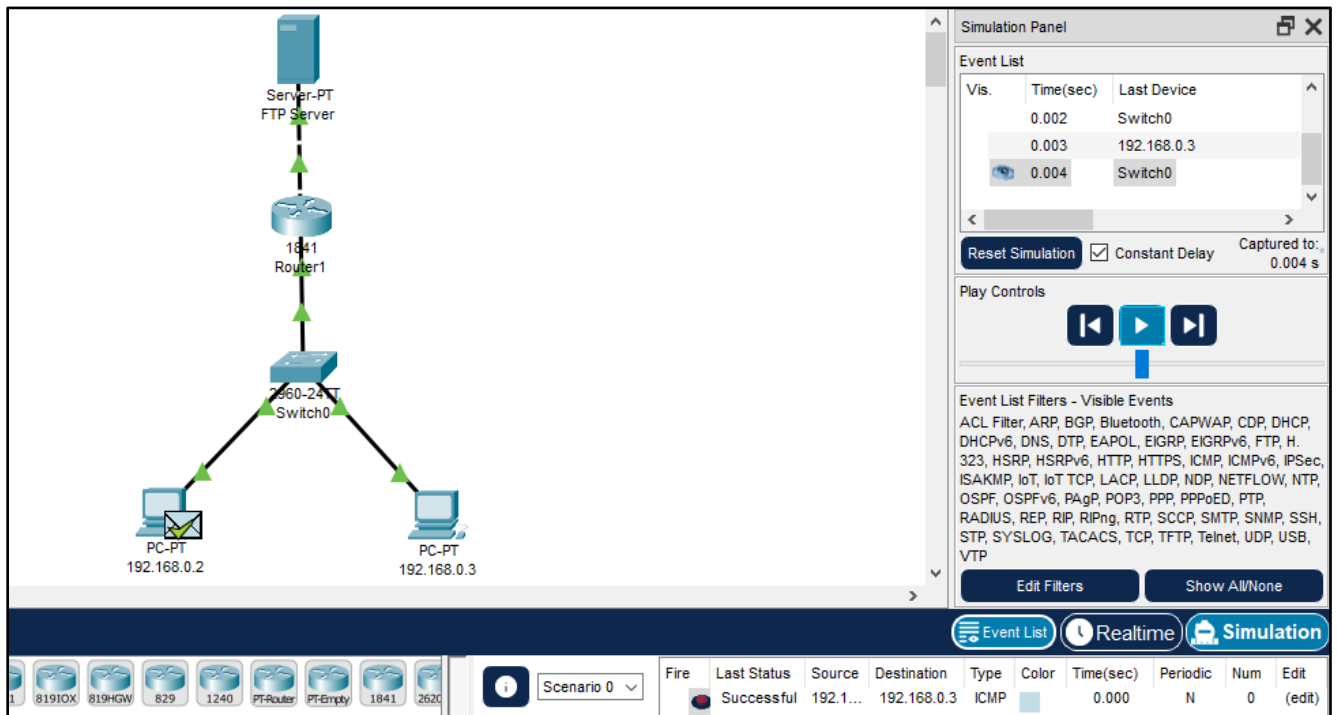 Server-PT
FTP Server
1841
Router1
2960-24TT
Switch0
PC-PT
192.168.0.2
PC-PT
192.168.0.3
Simulation Panel
Event List
Vis. Time(sec) Last Device
0.002 Switch0
0.003 192.168.0.3
0.004 Switch0
Reset Simulation Constant Delay
Captured to:
0.004 s
Play Controls
Event List Filters - Visible Events
ACL Filter, ARP, BGP, Bluetooth, CAPWAP, CDP, DHCP,
DHCPv6, DNS, DTP, EAPOL, EIGRP, EIGRPv6, FTP, H.
323, HSRP, HSRPv6, HTTP, HTTPS, ICMP, ICMPv6, IPSec,
ISAKMP, IoT, IoT TCP, LACP, LLDP, NDP, NETFLOW, NTP,
OSPF, OSPFv6, PAgP, POP3, PPP, PPPoED, PTP,
RADIUS, REP, RIP, RIPng, RTP, SCCP, SMTP, SNMP, SSH,
STP, SYSLOG, TACACS, TCP, TFTP, Telnet, UDP, USB,
VTP
Edit Filters Show All/None
Event List Realtime Simulation
819IOX 819HGW 829 1240 PT-Router PT-Empty 1841
Scenario 0
Fire Last Status Source Destination Type Color Time(sec) Periodic Num Edit
Successful 192.1... 192.168.0.3 ICMP 0.000 N 0 (edit)